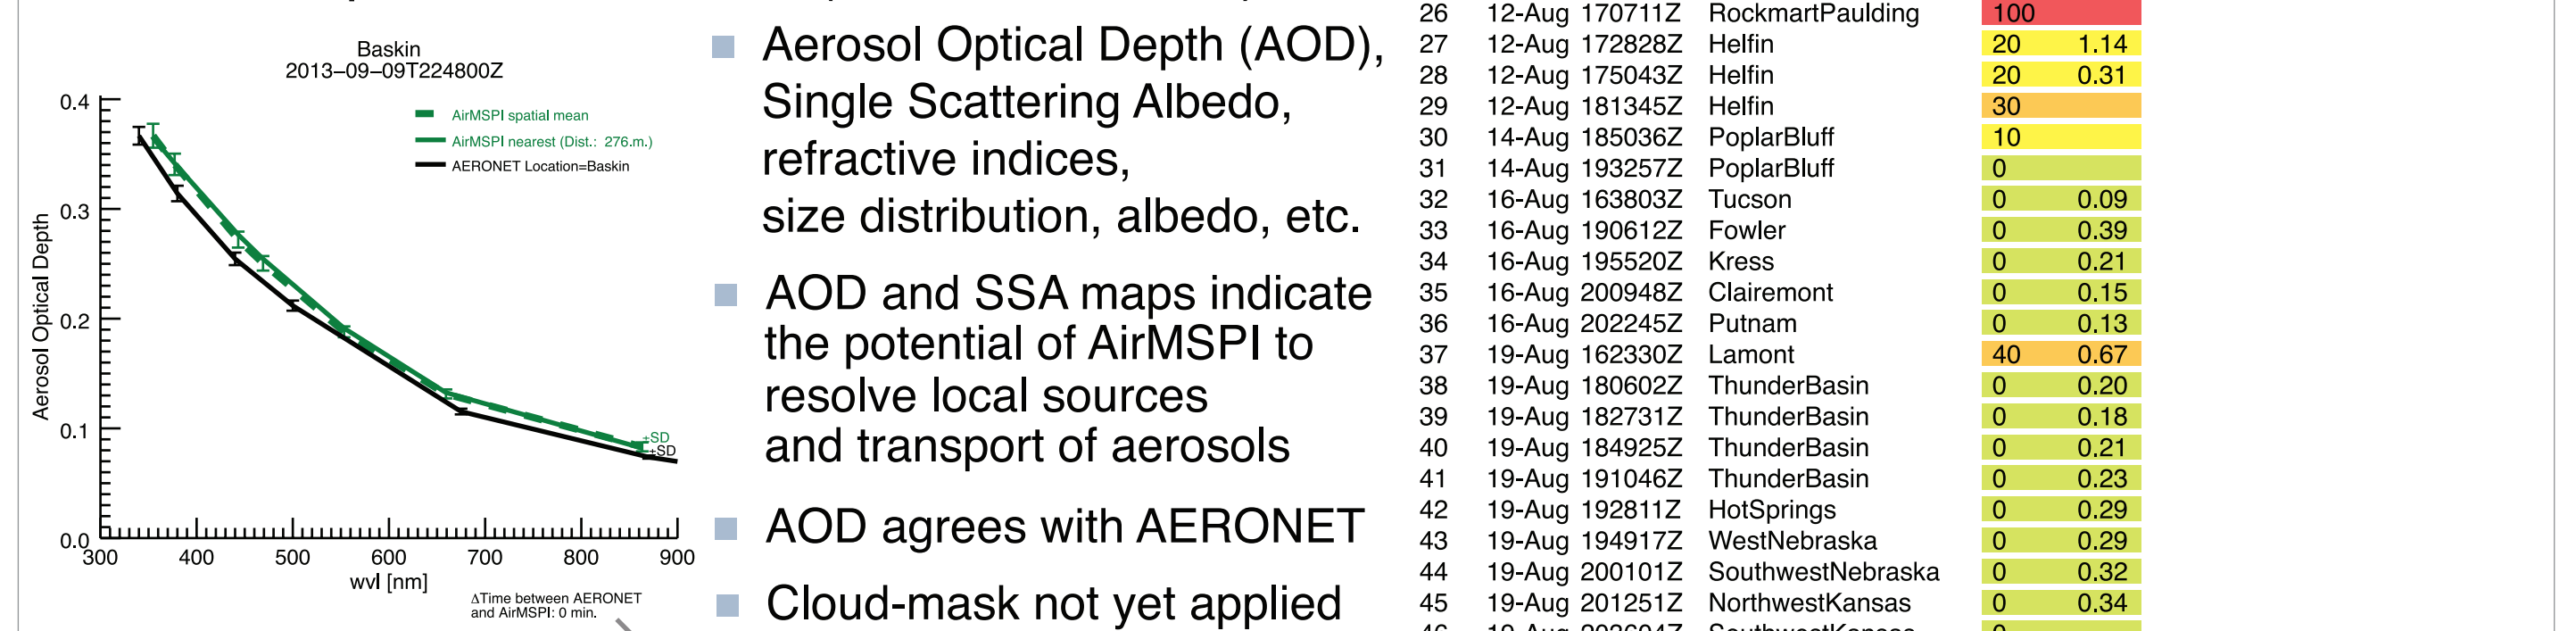 Baskin
2013–09–09T224800Z
AirMSPI spatial mean
AirMSPI nearest (Dist.: 276.m.)
AERONET Location=Baskin
Aerosol Optical Depth
0.4
0.3
0.2
0.1
0.0
±SD
±SD
300 400 500 600 700 800 900
wvl [nm]
ΔTime between AERONET
and AirMSPI: 0 min.
Aerosol Optical Depth (AOD),
Single Scattering Albedo,
refractive indices,
size distribution, albedo, etc.
AOD and SSA maps indicate
the potential of AirMSPI to
resolve local sources
and transport of aerosols
AOD agrees with AERONET
Cloud-mask not yet applied
26 12-Aug 170711Z RockmartPaulding 100
27 12-Aug 172828Z Helfin 20 1.14
28 12-Aug 175043Z Helfin 20 0.31
29 12-Aug 181345Z Helfin 30
30 14-Aug 185036Z PoplarBluff 10
31 14-Aug 193257Z PoplarBluff 0
32 16-Aug 163803Z Tucson 0 0.09
33 16-Aug 190612Z Fowler 0 0.39
34 16-Aug 195520Z Kress 0 0.21
35 16-Aug 200948Z Clairemont 0 0.15
36 16-Aug 202245Z Putnam 0 0.13
37 19-Aug 162330Z Lamont 40 0.67
38 19-Aug 180602Z ThunderBasin 0 0.20
39 19-Aug 182731Z ThunderBasin 0 0.18
40 19-Aug 184925Z ThunderBasin 0 0.21
41 19-Aug 191046Z ThunderBasin 0 0.23
42 19-Aug 192811Z HotSprings 0 0.29
43 19-Aug 194917Z WestNebraska 0 0.29
44 19-Aug 200101Z SouthwestNebraska 0 0.32
45 19-Aug 201251Z NorthwestKansas 0 0.34